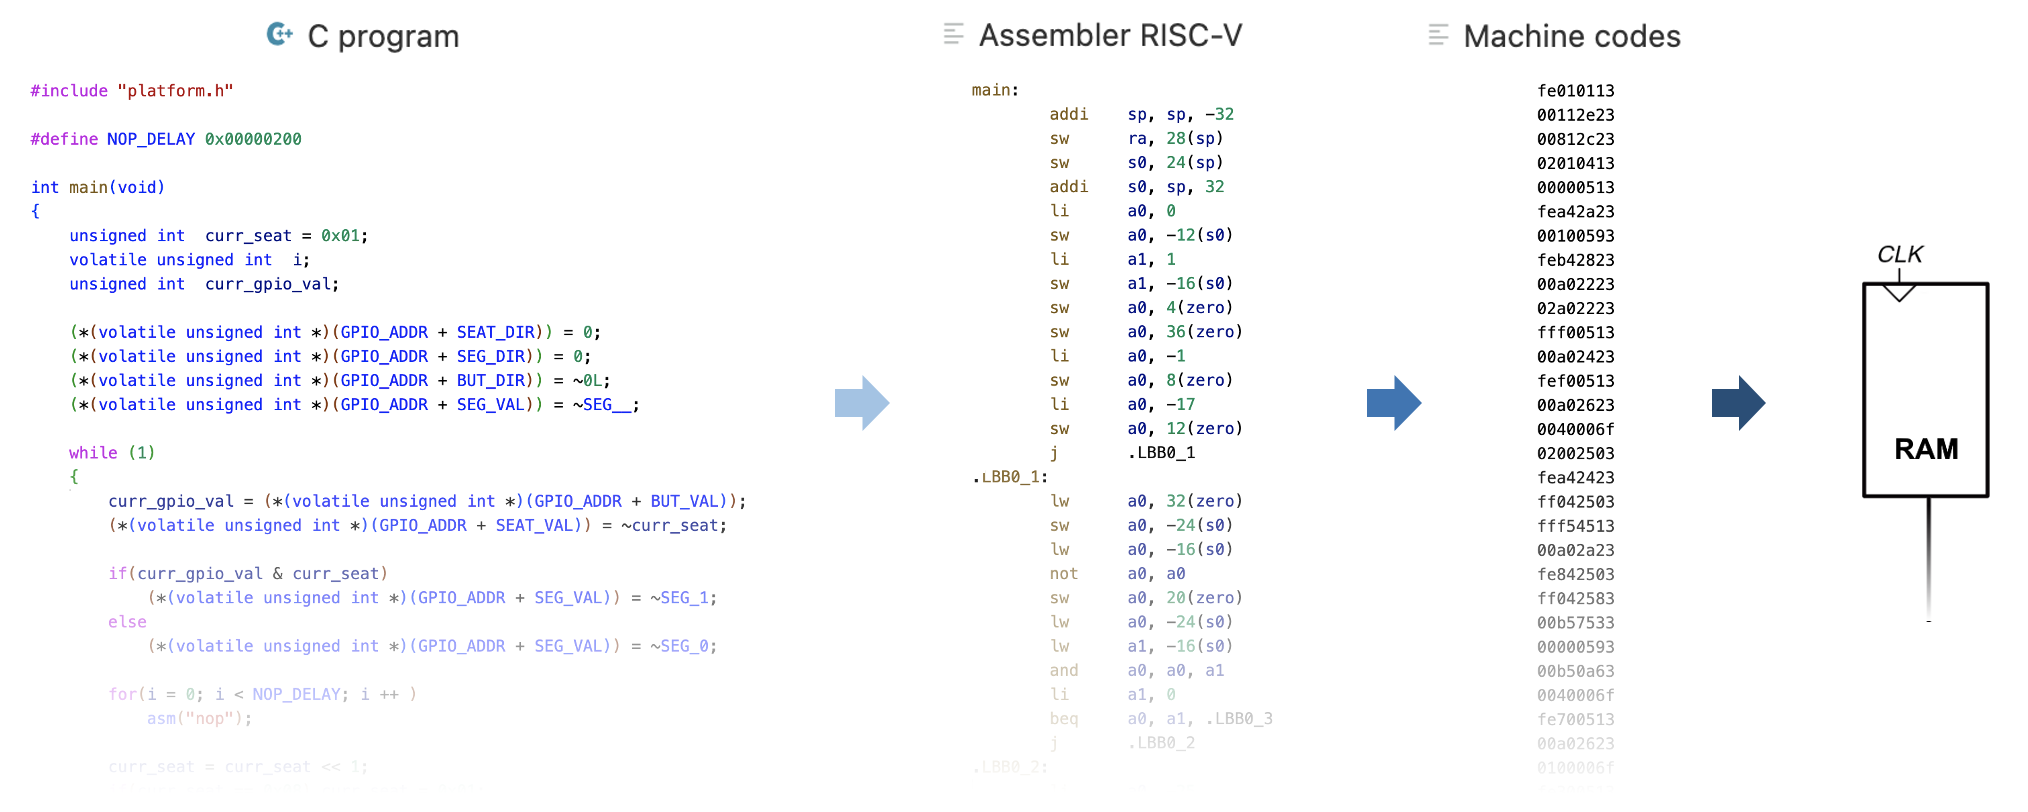 C program
#include "platform.h"
#define NOP_DELAY 0x00000200
int main(void)
{
unsigned int  curr_seat = 0x01;
volatile unsigned int  i;
unsigned int  curr_gpio_val;
(*(volatile unsigned int *)(GPIO_ADDR + SEAT_DIR)) = 0;
(*(volatile unsigned int *)(GPIO_ADDR + SEG_DIR)) = 0;
(*(volatile unsigned int *)(GPIO_ADDR + BUT_DIR)) = ~0L;
(*(volatile unsigned int *)(GPIO_ADDR + SEG_VAL)) = ~SEG__;
while (1)
{
curr_gpio_val = (*(volatile unsigned int *)(GPIO_ADDR + BUT_VAL));
(*(volatile unsigned int *)(GPIO_ADDR + SEAT_VAL)) = ~curr_seat;
if(curr_gpio_val & curr_seat)
(*(volatile unsigned int *)(GPIO_ADDR + SEG_VAL)) = ~SEG_1;
else
(*(volatile unsigned int *)(GPIO_ADDR + SEG_VAL)) = ~SEG_0;
for(i = 0; i < NOP_DELAY; i ++ )
asm("nop");
curr_seat = curr_seat << 1;
Assembler RISC-V
main:
addi sp, sp, -32
sw ra, 28(sp)
sw s0, 24(sp)
addi s0, sp, 32
li a0, 0
sw a0, -12(s0)
li a1, 1
sw a1, -16(s0)
sw a0, 4(zero)
sw a0, 36(zero)
li a0, -1
sw a0, 8(zero)
li a0, -17
sw a0, 12(zero)
j .LBB0_1
.LBB0_1:
lw a0, 32(zero)
sw a0, -24(s0)
lw a0, -16(s0)
not a0, a0
sw a0, 20(zero)
lw a0, -24(s0)
lw a1, -16(s0)
and a0, a0, a1
li a1, 0
beq a0, a1, .LBB0_3
j .LBB0_2
.LBB0_2:
Machine codes
fe010113
00112e23
00812c23
02010413
00000513
fea42a23
00100593
feb42823
00a02223
02a02223
fff00513
00a02423
fef00513
00a02623
0040006f
02002503
fea42423
ff042503
fff54513
00a02a23
fe842503
ff042583
00b57533
00000593
00b50a63
0040006f
fe700513
00a02623
0100006f
CLK
RAM